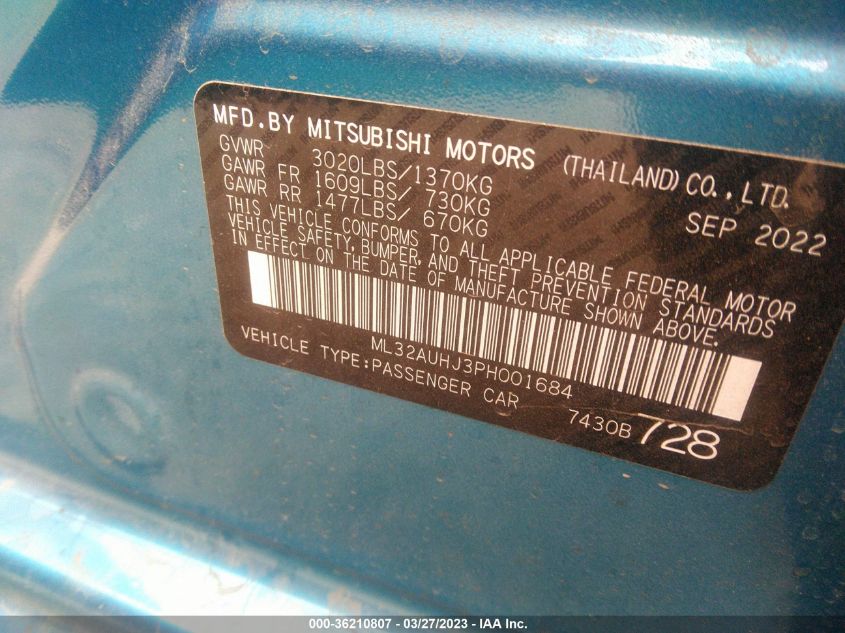 MFD.BY MITSUBISHI MOTORS (THAILAND) CO., LTD.
GVWR 3020LBS/1370KG
GAWR FR 1609LBS/ 730KG SEP 2022
GAWR RR 1477LBS/ 670KG
THIS VEHICLE CONFORMS TO ALL APPLICABLE FEDERAL MOTOR
VEHICLE SAFETY, BUMPER, AND THEFT PREVENTION STANDARDS
IN EFFECT ON THE DATE OF MANUFACTURE SHOWN ABOVE.
ML32AUHJ3PH001684
VEHICLE TYPE:PASSENGER CAR
7430B 728
000-36210807 - 03/27/2023 - IAA Inc.